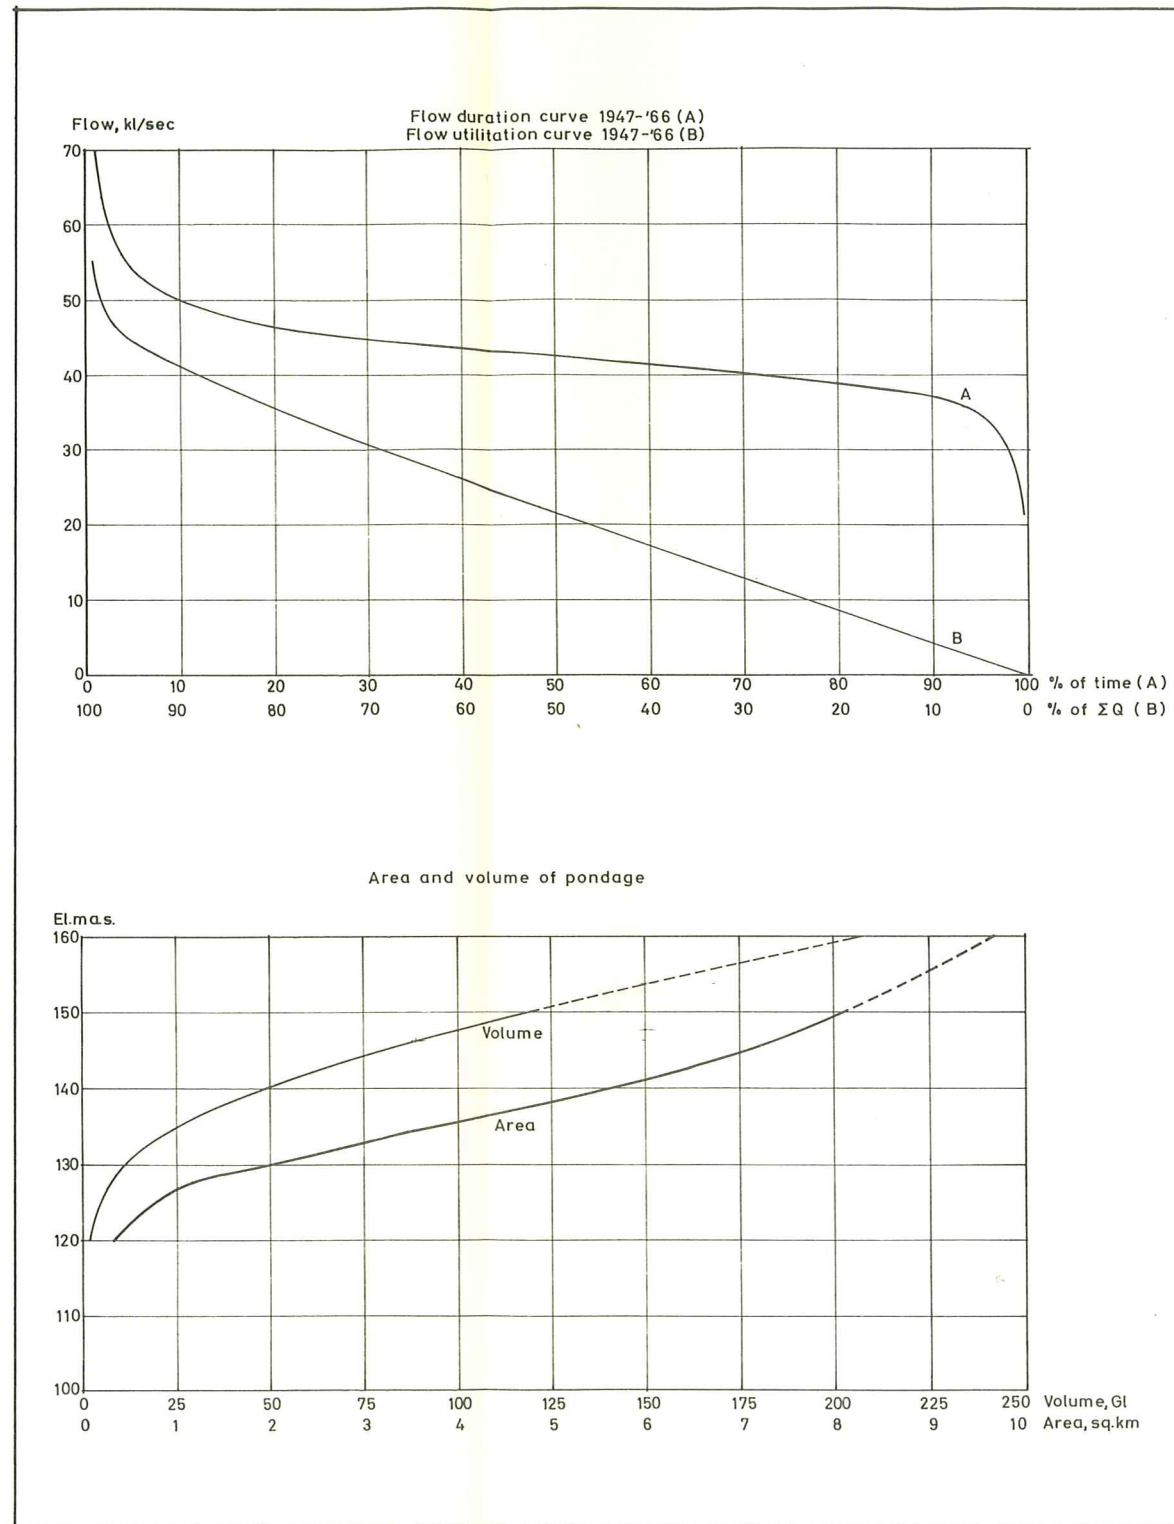 Flow duration curve 1947-'66 (A)
Flow, kl/sec
Flow utilitation curve 1947-'66 (B)
70
60
50
40
30
20
10
0
A
B
0 10 20 30 40 50 60 70 80 90 100 % of time (A)
100 90 80 70 60 50 40 30 20 10 0 % of ΣQ (B)
Area and volume of pondage
El.m.a.s.
160
150
140
130
120
110
100
Volume
Area
0 25 50 75 100 125 150 175 200 225 250 Volume, Gl
0 1 2 3 4 5 6 7 8 9 10 Area, sq.km